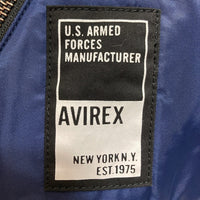 U.S. ARMED
FORCES
MANUFACTURER
AVIREX
NEW YORK N.Y.
EST.1975